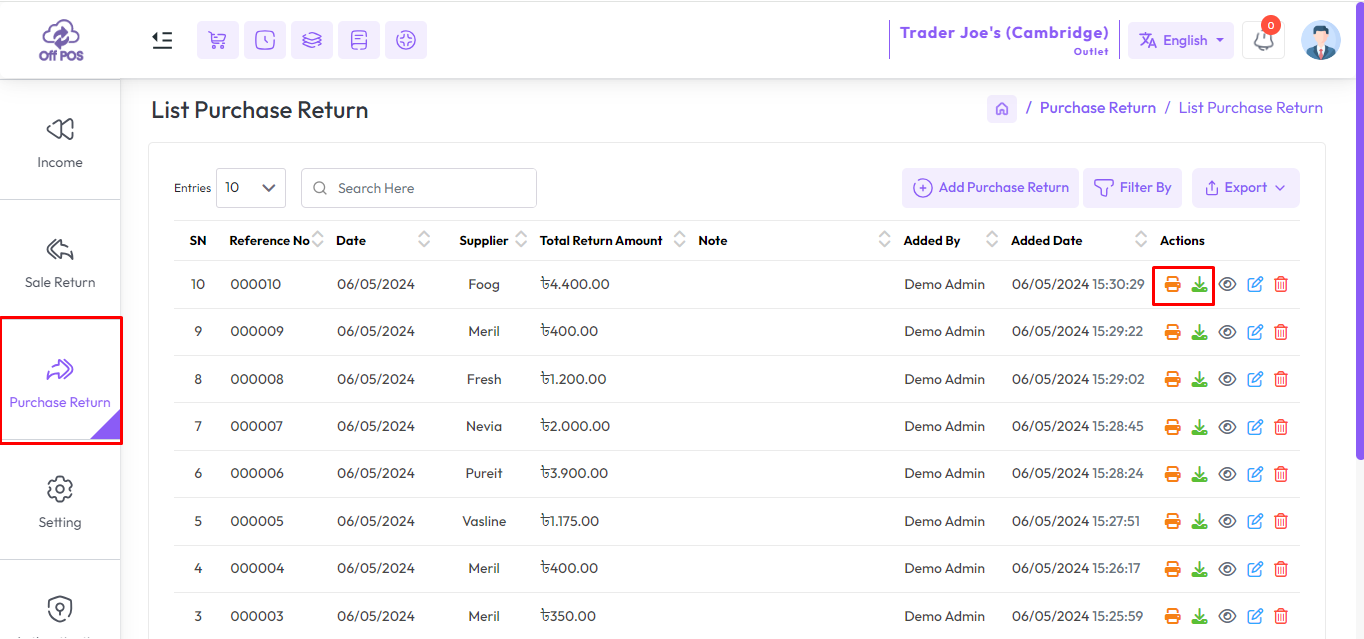 Off POS
Trader Joe's (Cambridge)
Outlet
English
0
Income
Sale Return
Purchase Return
Setting
List Purchase Return
/ Purchase Return / List Purchase Return
Entries 10 Search Here Add Purchase Return Filter By Export
SN Reference No Date Supplier Total Return Amount Note Added By Added Date Actions
10 000010 06/05/2024 Foog ৳4.400.00 Demo Admin 06/05/2024 15:30:29
9 000009 06/05/2024 Meril ৳400.00 Demo Admin 06/05/2024 15:29:22
8 000008 06/05/2024 Fresh ৳1.200.00 Demo Admin 06/05/2024 15:29:02
7 000007 06/05/2024 Nevia ৳2.000.00 Demo Admin 06/05/2024 15:28:45
6 000006 06/05/2024 Pureit ৳3.900.00 Demo Admin 06/05/2024 15:28:24
5 000005 06/05/2024 Vasline ৳1.175.00 Demo Admin 06/05/2024 15:27:51
4 000004 06/05/2024 Meril ৳400.00 Demo Admin 06/05/2024 15:26:17
3 000003 06/05/2024 Meril ৳350.00 Demo Admin 06/05/2024 15:25:59